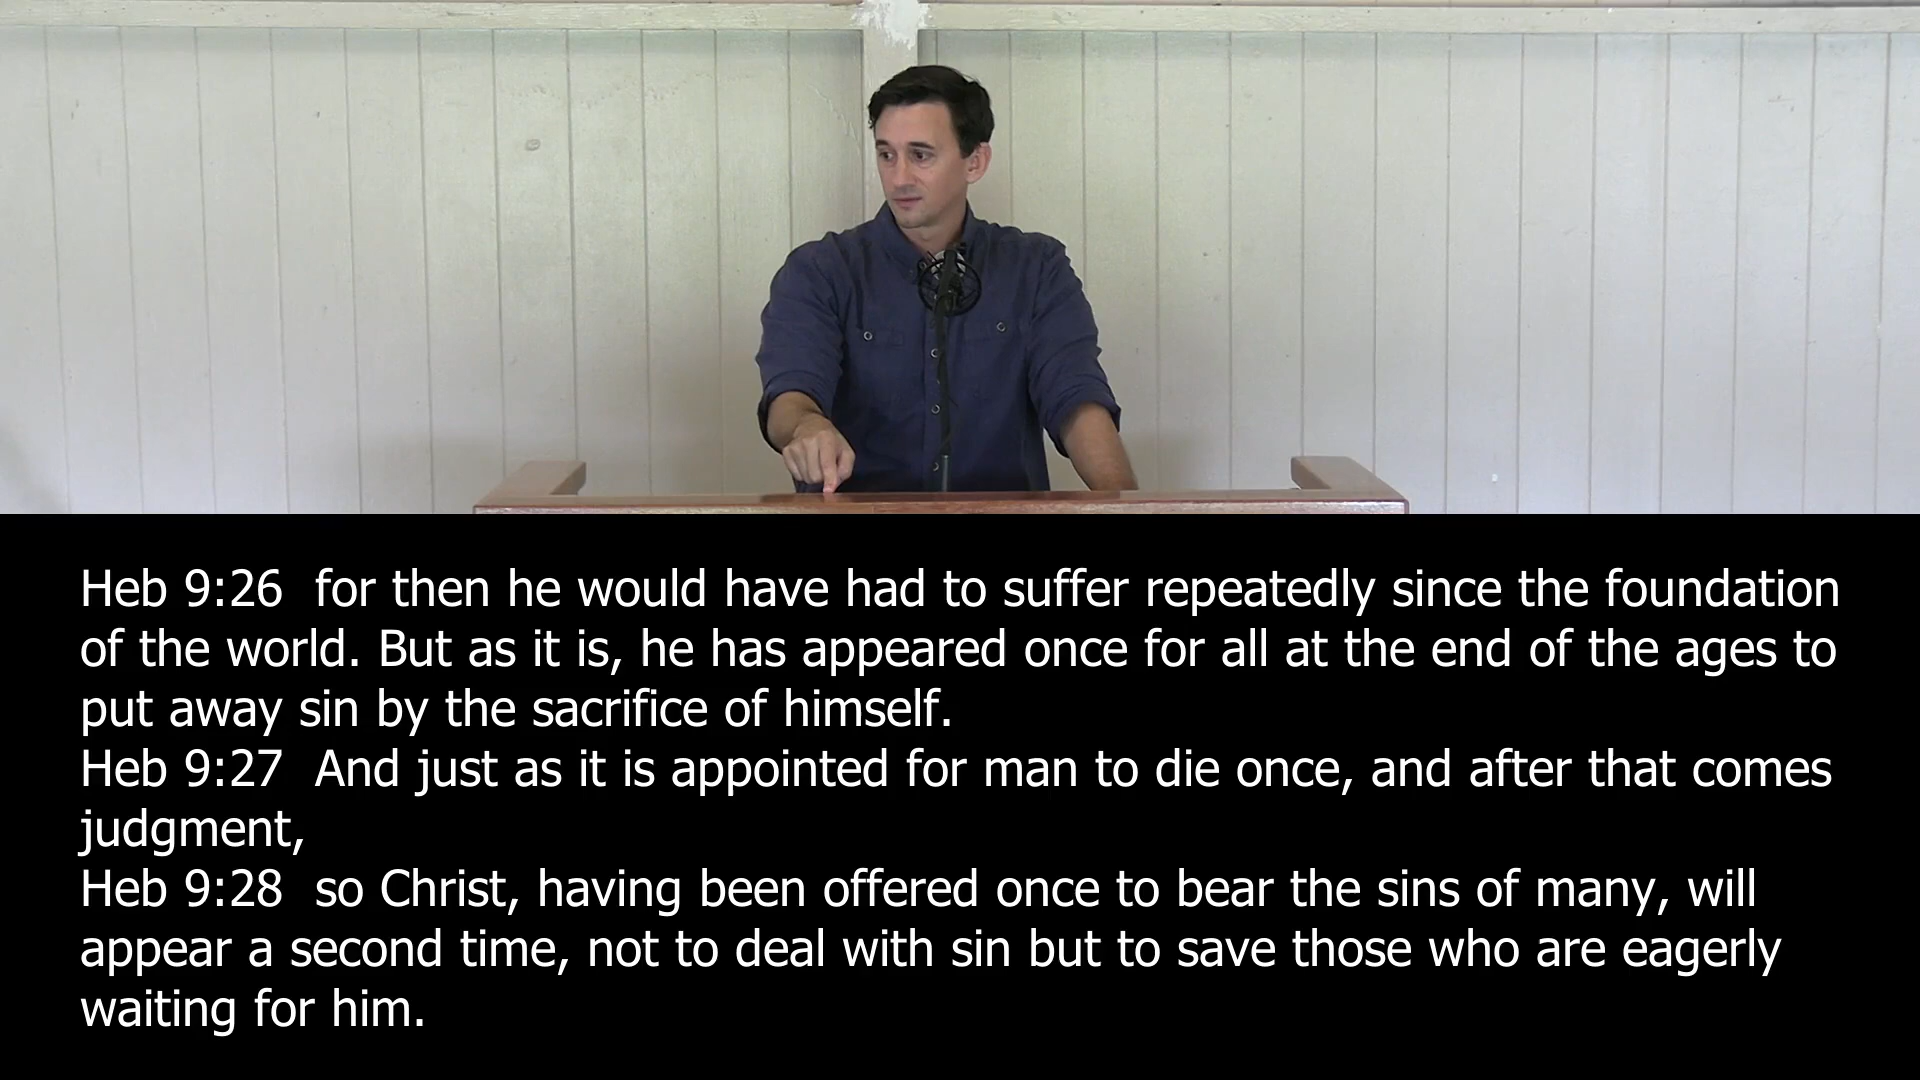 Heb 9:26  for then he would have had to suffer repeatedly since the foundation
of the world. But as it is, he has appeared once for all at the end of the ages to
put away sin by the sacrifice of himself.
Heb 9:27  And just as it is appointed for man to die once, and after that comes
judgment,
Heb 9:28  so Christ, having been offered once to bear the sins of many, will
appear a second time, not to deal with sin but to save those who are eagerly
waiting for him.